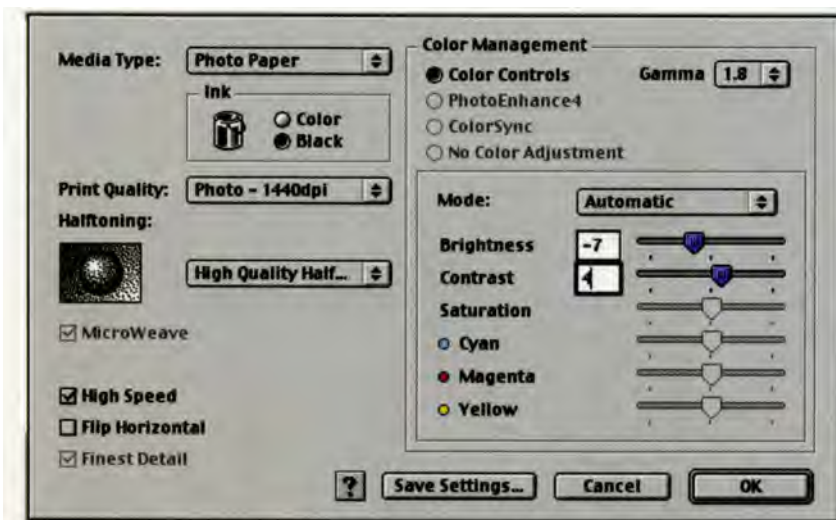 Media Type: Photo Paper
Ink
Color
Black
Print Quality: Photo - 1440dpi
Halftoning:
High Quality Half...
MicroWeave
High Speed
Flip Horizontal
Finest Detail
Color Management
Color Controls Gamma 1.8
PhotoEnhance4
ColorSync
No Color Adjustment
Mode: Automatic
Brightness -7
Contrast 4
Saturation
Cyan
Magenta
Yellow
? Save Settings... Cancel OK